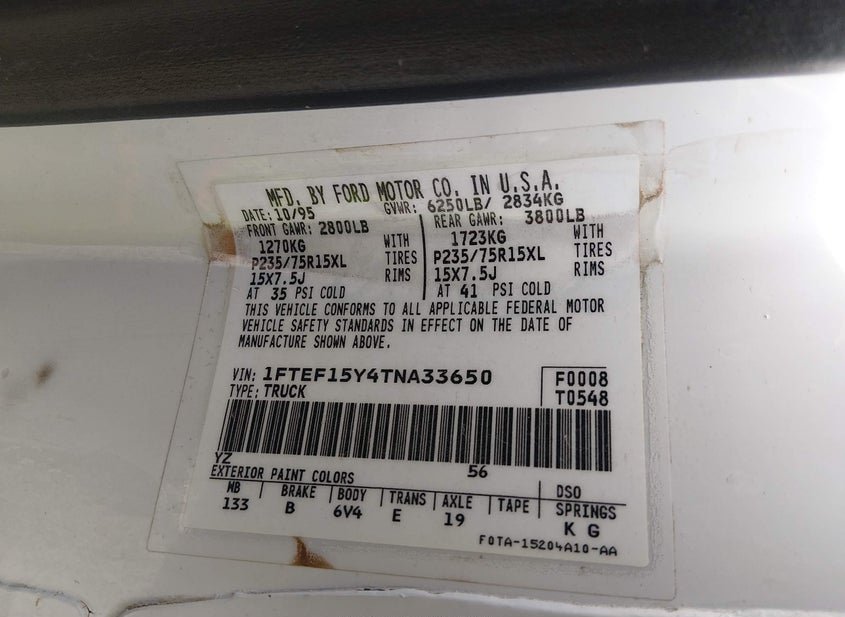 MFD. BY FORD MOTOR CO. IN U.S.A.
DATE: 10/95 GVWR: 6250LB/ 2834KG
FRONT GAWR: 2800LB REAR GAWR: 3800LB
1270KG WITH 1723KG WITH
P235/75R15XL TIRES P235/75R15XL TIRES
15X7.5J RIMS 15X7.5J RIMS
AT 35 PSI COLD AT 41 PSI COLD
THIS VEHICLE CONFORMS TO ALL APPLICABLE FEDERAL MOTOR
VEHICLE SAFETY STANDARDS IN EFFECT ON THE DATE OF
MANUFACTURE SHOWN ABOVE.
VIN: 1FTEF15Y4TNA33650 F0008
TYPE: TRUCK T0548
YZ 56
EXTERIOR PAINT COLORS DSO
WB BRAKE BODY TRANS AXLE TAPE SPRINGS
133 B 6V4 E 19 K G
F0TA-15204A10-AA